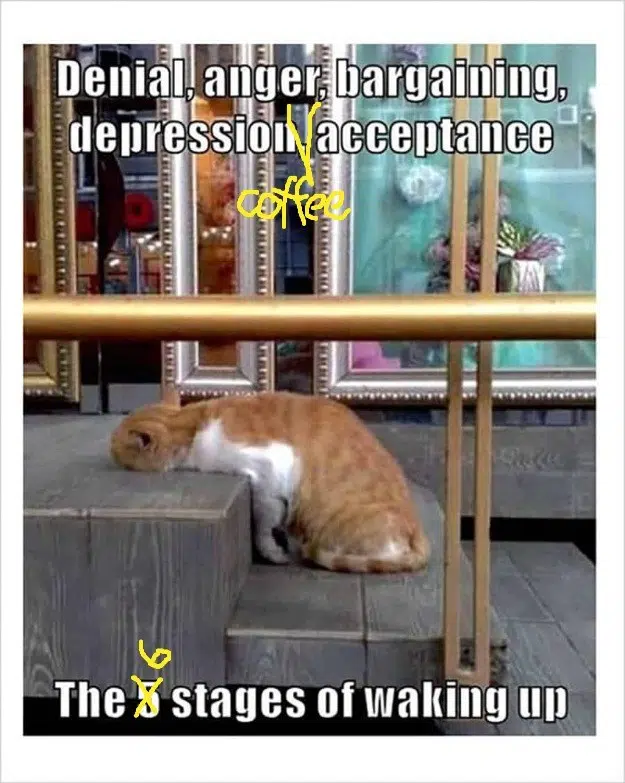 Denial, anger, bargaining,
depression, acceptance
coffee
6
The 5 stages of waking up